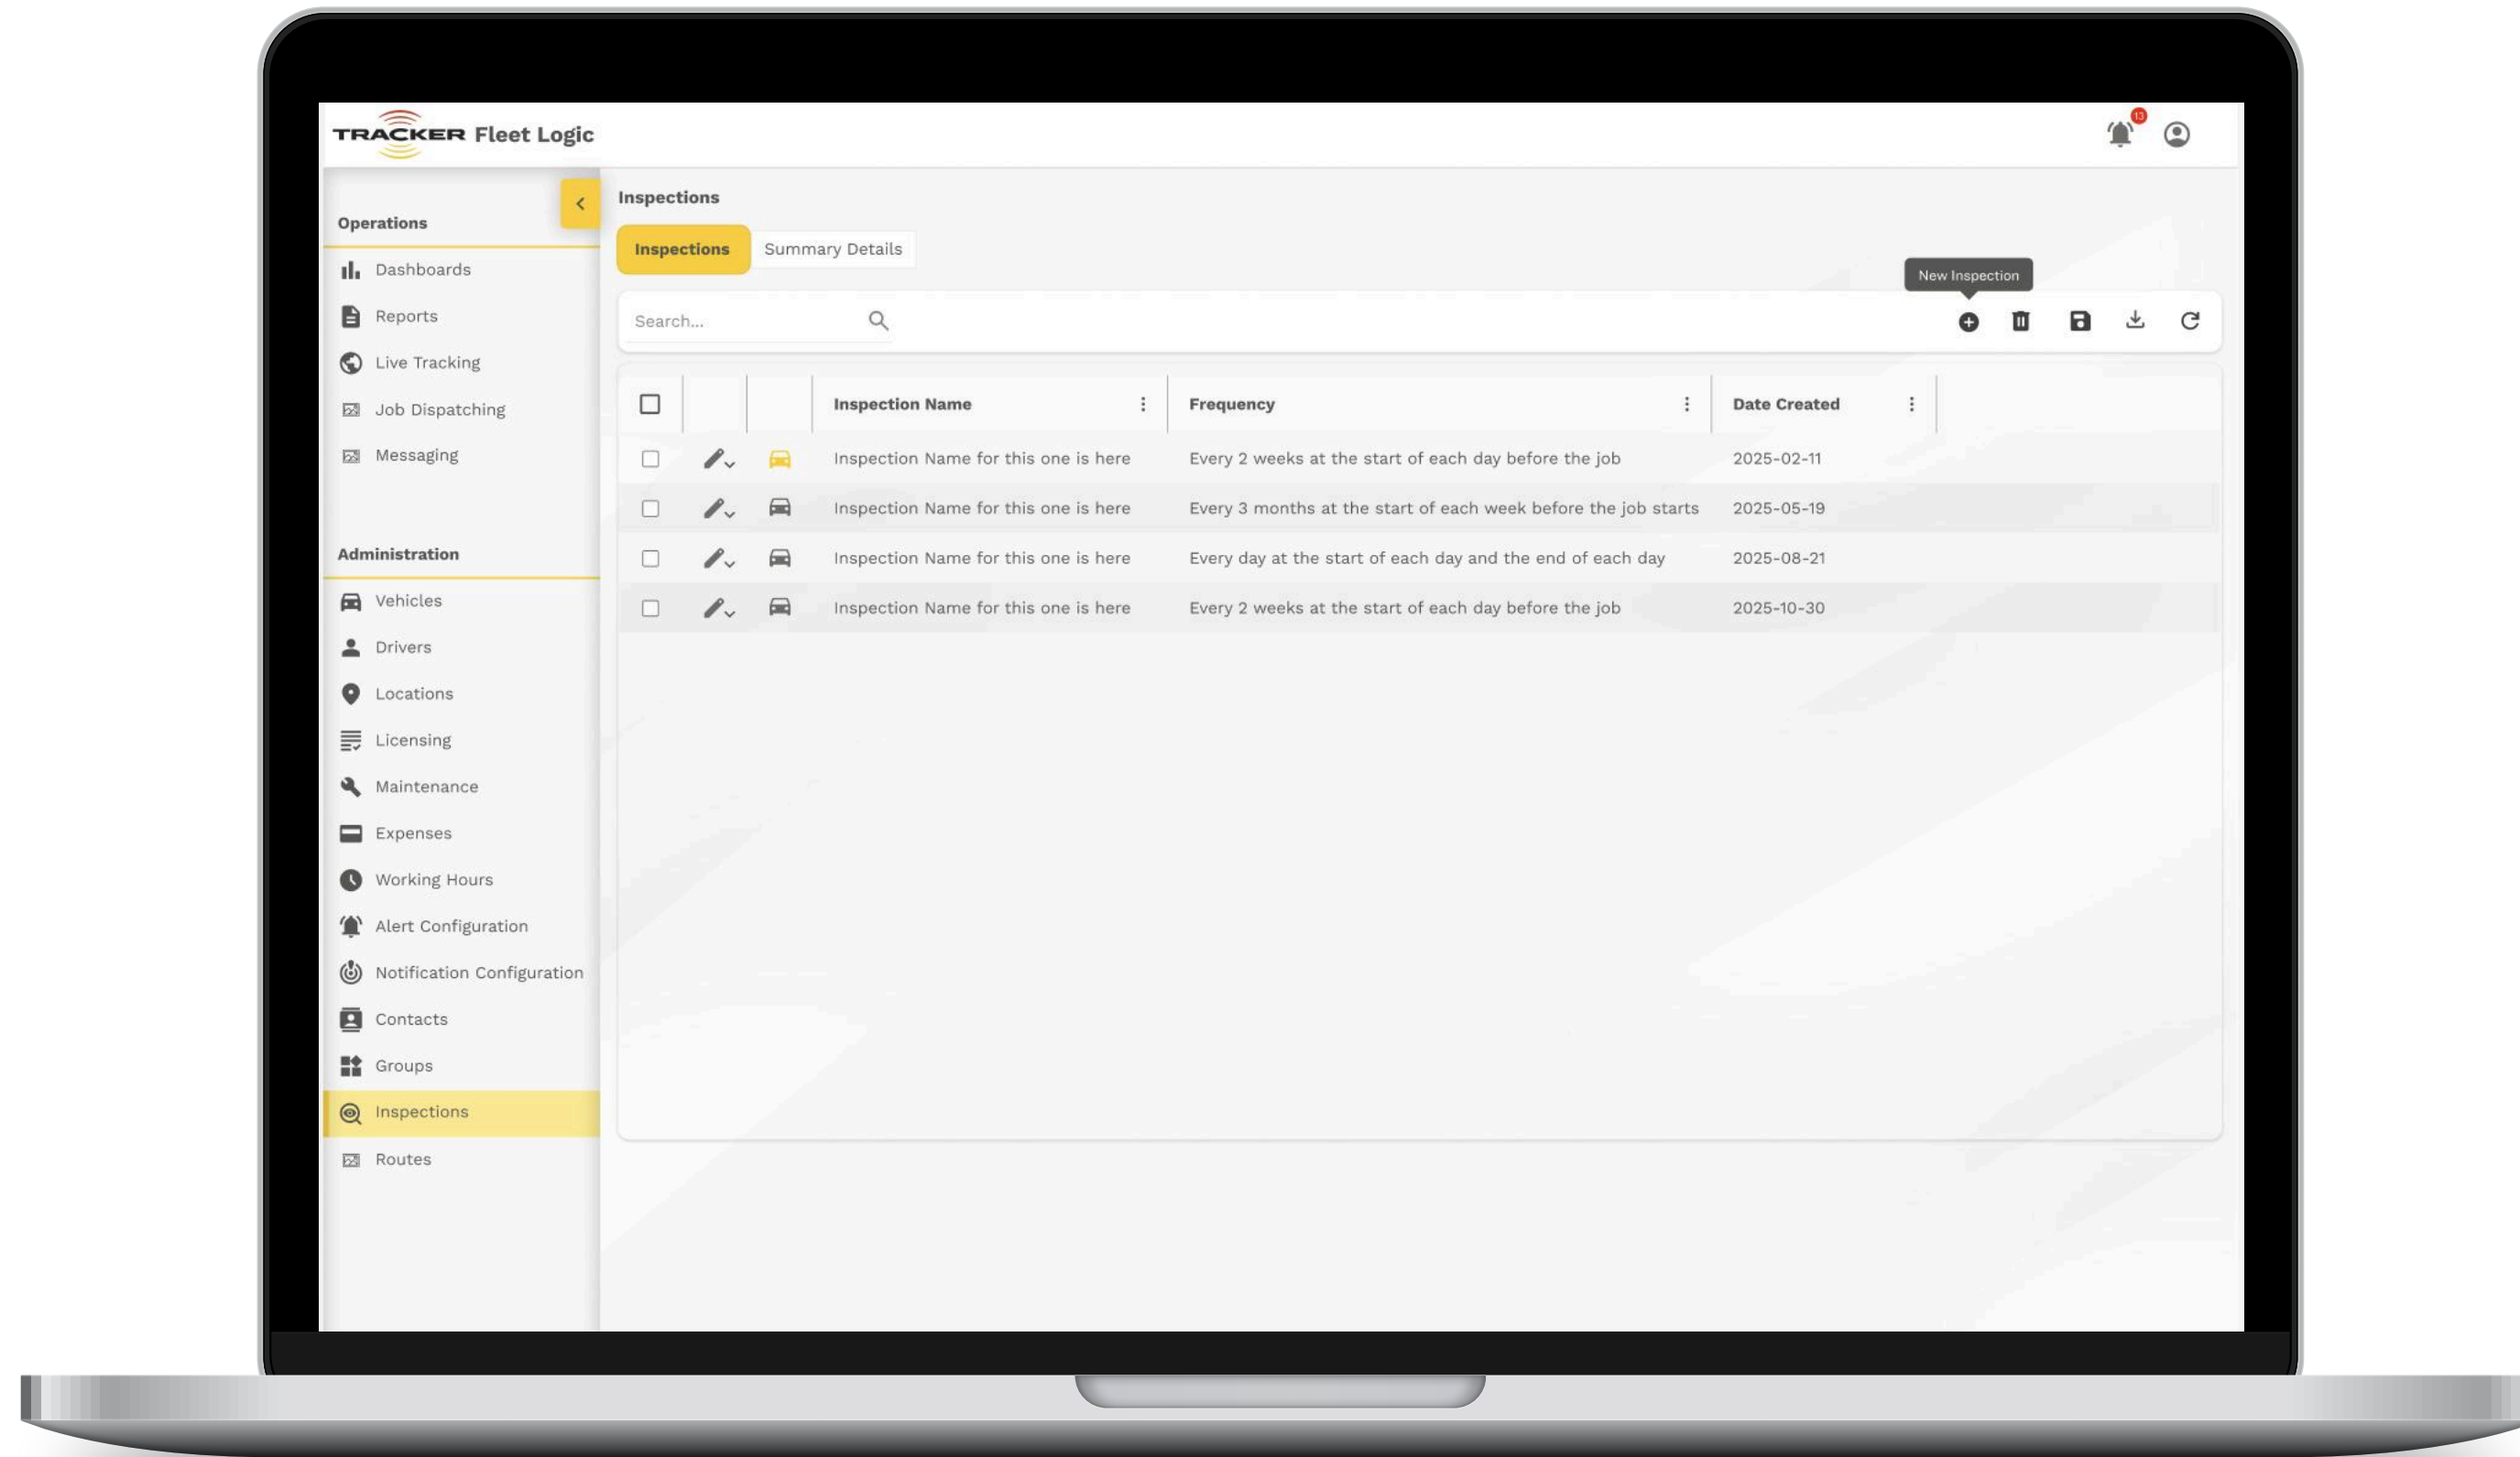 TRACKER Fleet Logic
13
Operations
Dashboards
Reports
Live Tracking
Job Dispatching
Messaging
Administration
Vehicles
Drivers
Locations
Licensing
Maintenance
Expenses
Working Hours
Alert Configuration
Notification Configuration
Contacts
Groups
Inspections
Routes
Inspections
Inspections Summary Details
New Inspection
Search...
Inspection Name Frequency Date Created
Inspection Name for this one is here Every 2 weeks at the start of each day before the job 2025-02-11
Inspection Name for this one is here Every 3 months at the start of each week before the job starts 2025-05-19
Inspection Name for this one is here Every day at the start of each day and the end of each day 2025-08-21
Inspection Name for this one is here Every 2 weeks at the start of each day before the job 2025-10-30